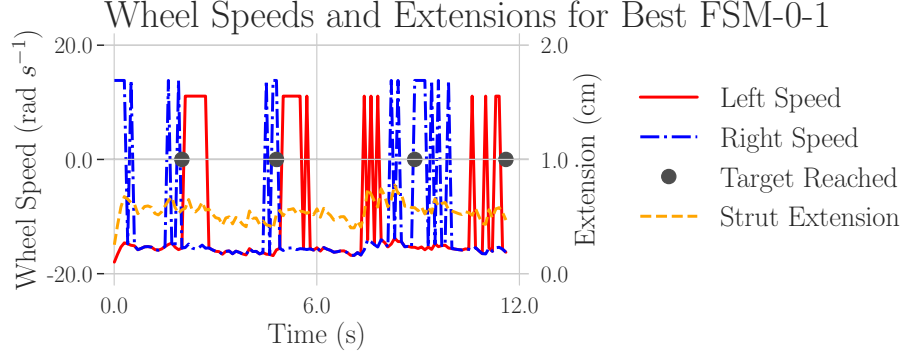 Wheel Speeds and Extensions for Best FSM-0-1
Wheel Speed (rad s⁻¹)
20.0
0.0
-20.0
0.0
6.0
12.0
Time (s)
2.0
1.0
0.0
Extension (cm)
Left Speed
Right Speed
Target Reached
Strut Extension